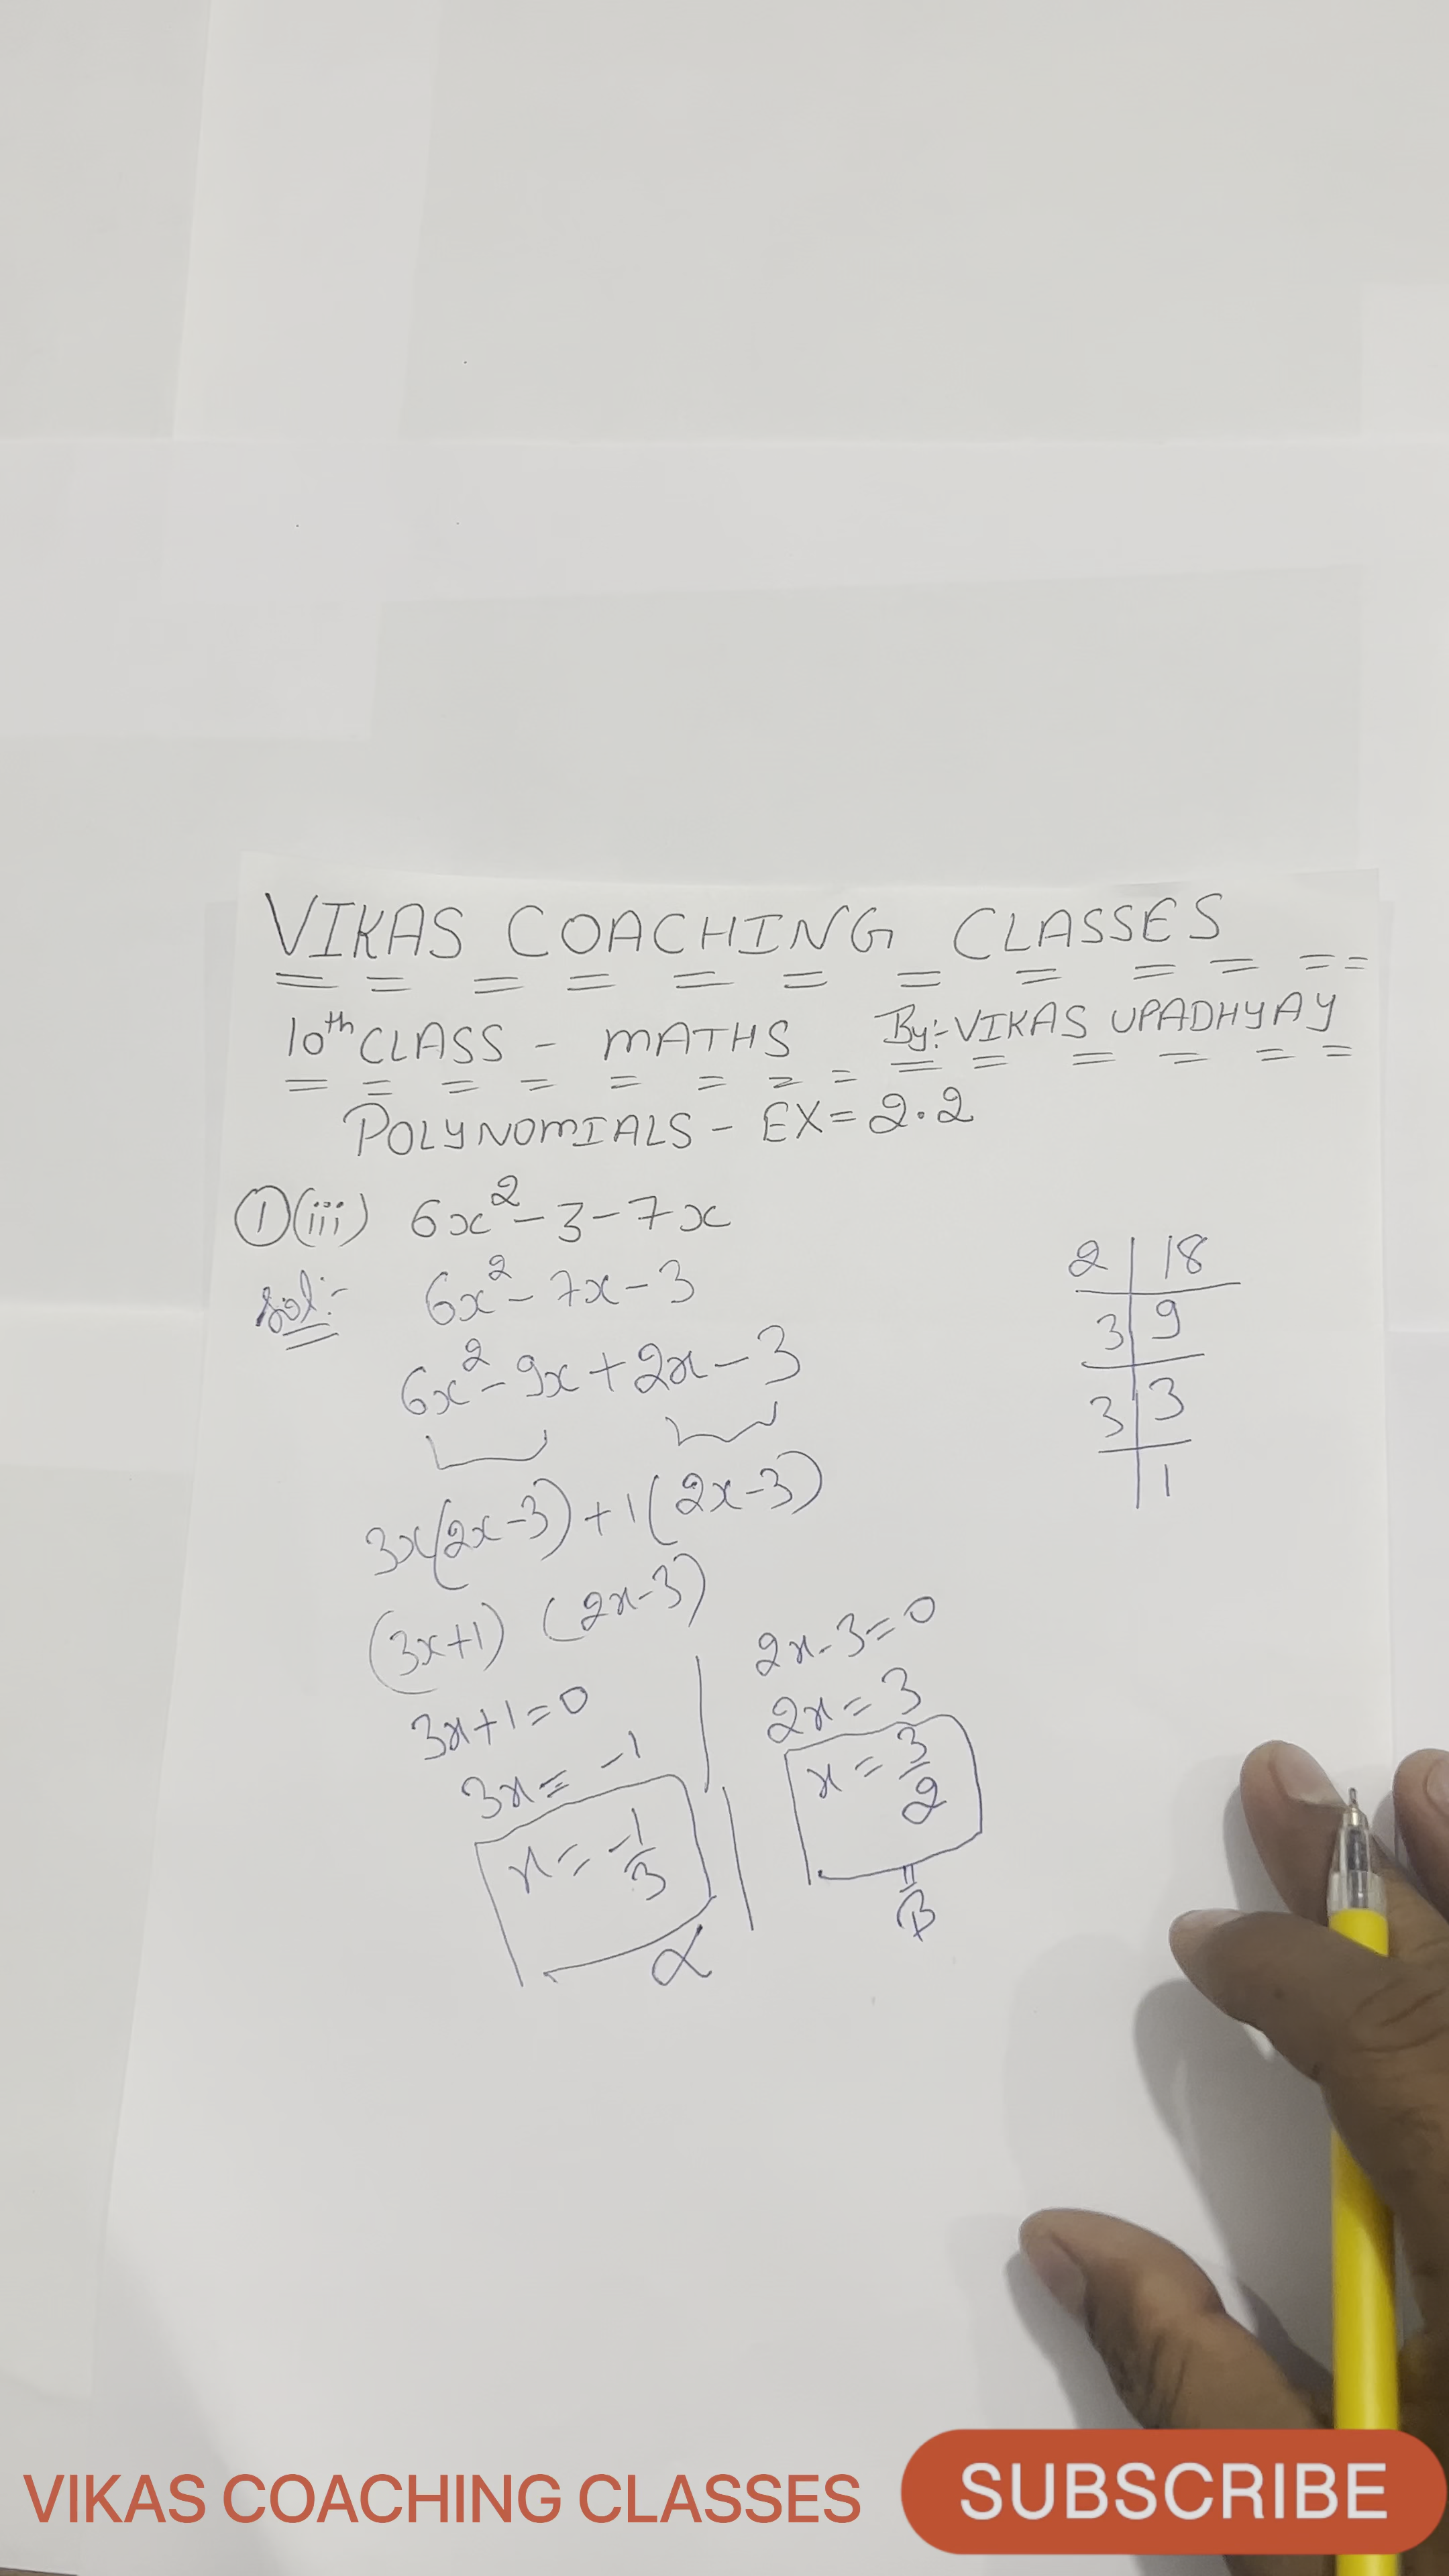 VIKAS COACHING CLASSES
10th CLASS - MATHS By:- VIKAS UPADHYAY
POLYNOMIALS - EX = 2.2
① (iii) 6x² - 3 - 7x
Sol:- 6x² - 7x - 3
6x² - 9x + 2x - 3
3x(2x-3) + 1(2x-3)
(3x+1) (2x-3)
3x+1=0
3x = -1
x = -1/3
α
2x-3=0
2x = 3
x = 3/2
β
2 | 18
3 | 9
3 | 3
| 1
VIKAS COACHING CLASSES
SUBSCRIBE